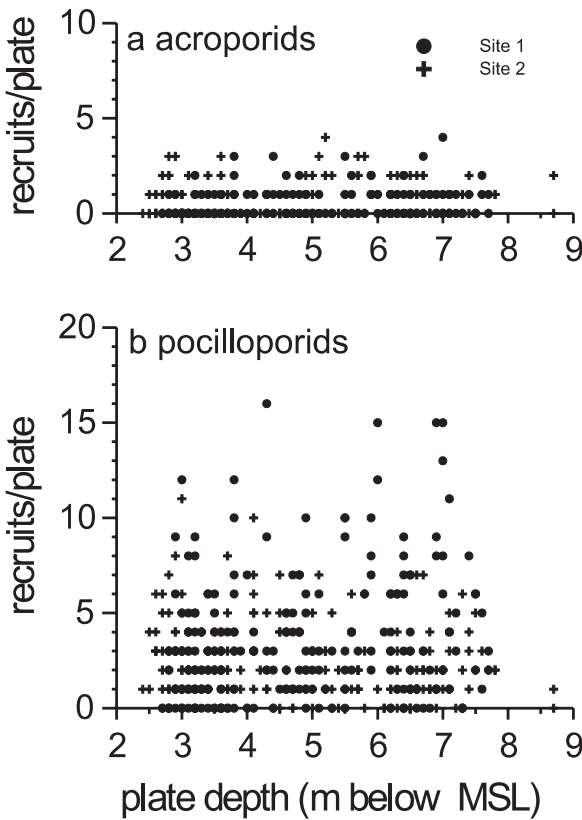 a acroporids
Site 1
Site 2
recruits/plate
10
5
0
2 3 4 5 6 7 8 9
b pocilloporids
recruits/plate
20
15
10
5
0
2 3 4 5 6 7 8 9
plate depth (m below MSL)